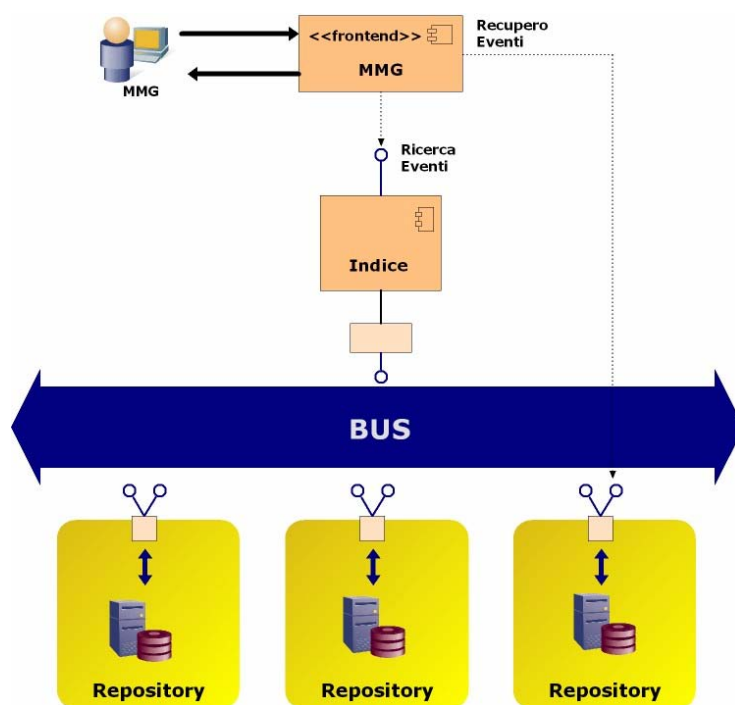 <<frontend>>
MMG
Recupero
Eventi
MMG
Ricerca
Eventi
Indice
BUS
Repository
Repository
Repository